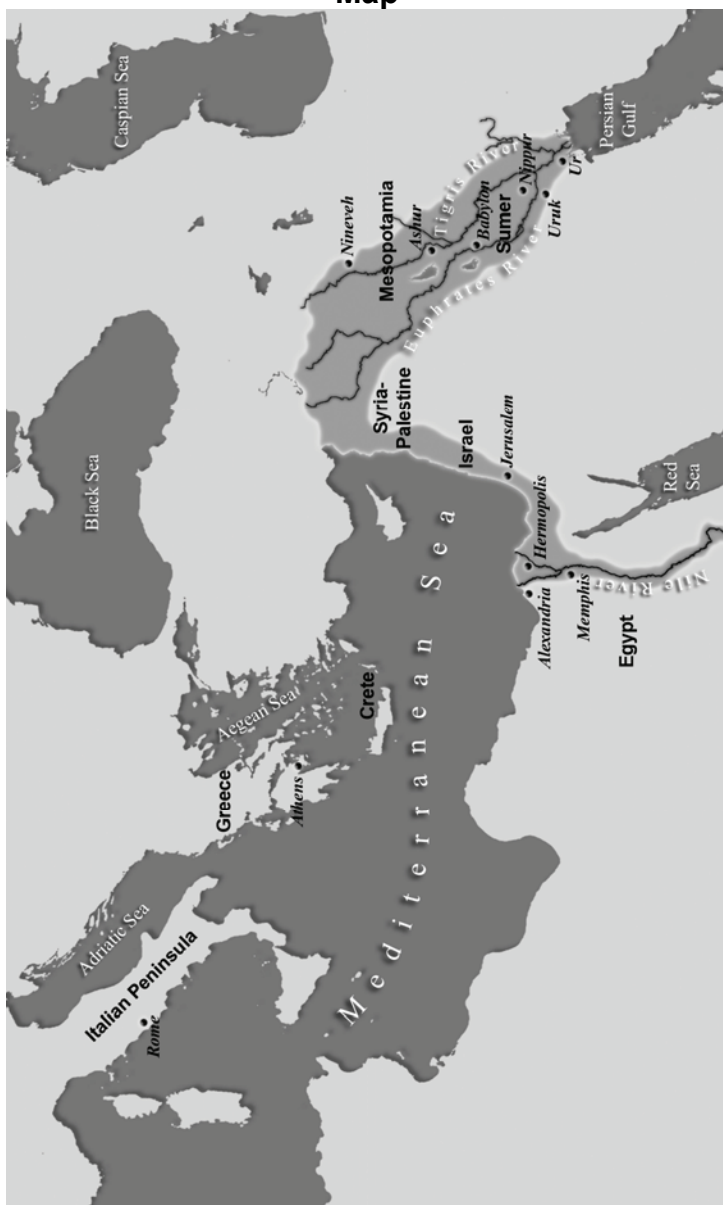 Map
Caspian Sea
Black Sea
Adriatic Sea
Italian Peninsula
Rome
Greece
Aegean Sea
Athens
Crete
Mediterranean Sea
Nineveh
Mesopotamia
Ashur
Tigris River
Babylon
Sumer
Nippur
Ur
Uruk
Euphrates River
Persian
Gulf
Syria-
Palestine
Israel
Jerusalem
Hermopolis
Alexandria
Memphis
Egypt
Nile River
Red
Sea